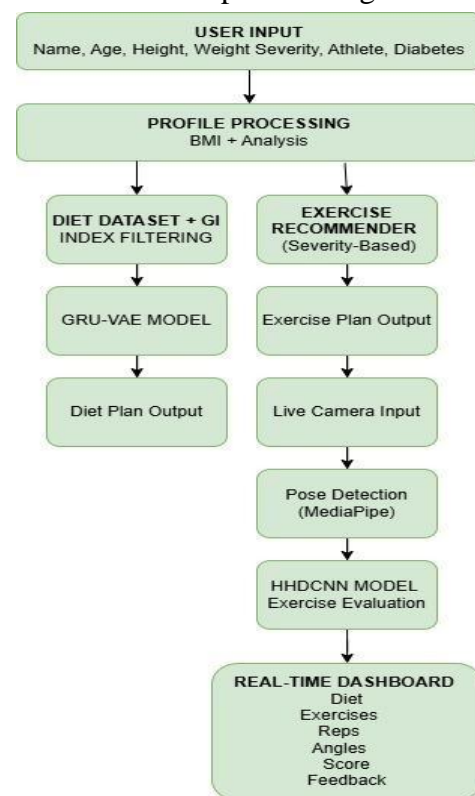 USER INPUT
Name, Age, Height, Weight Severity, Athlete, Diabetes
PROFILE PROCESSING
BMI + Analysis
DIET DATASET + GI
INDEX FILTERING
GRU-VAE MODEL
Diet Plan Output
EXERCISE
RECOMMENDER
(Severity-Based)
Exercise Plan Output
Live Camera Input
Pose Detection
(MediaPipe)
HHDCNN MODEL
Exercise Evaluation
REAL-TIME DASHBOARD
Diet
Exercises
Reps
Angles
Score
Feedback